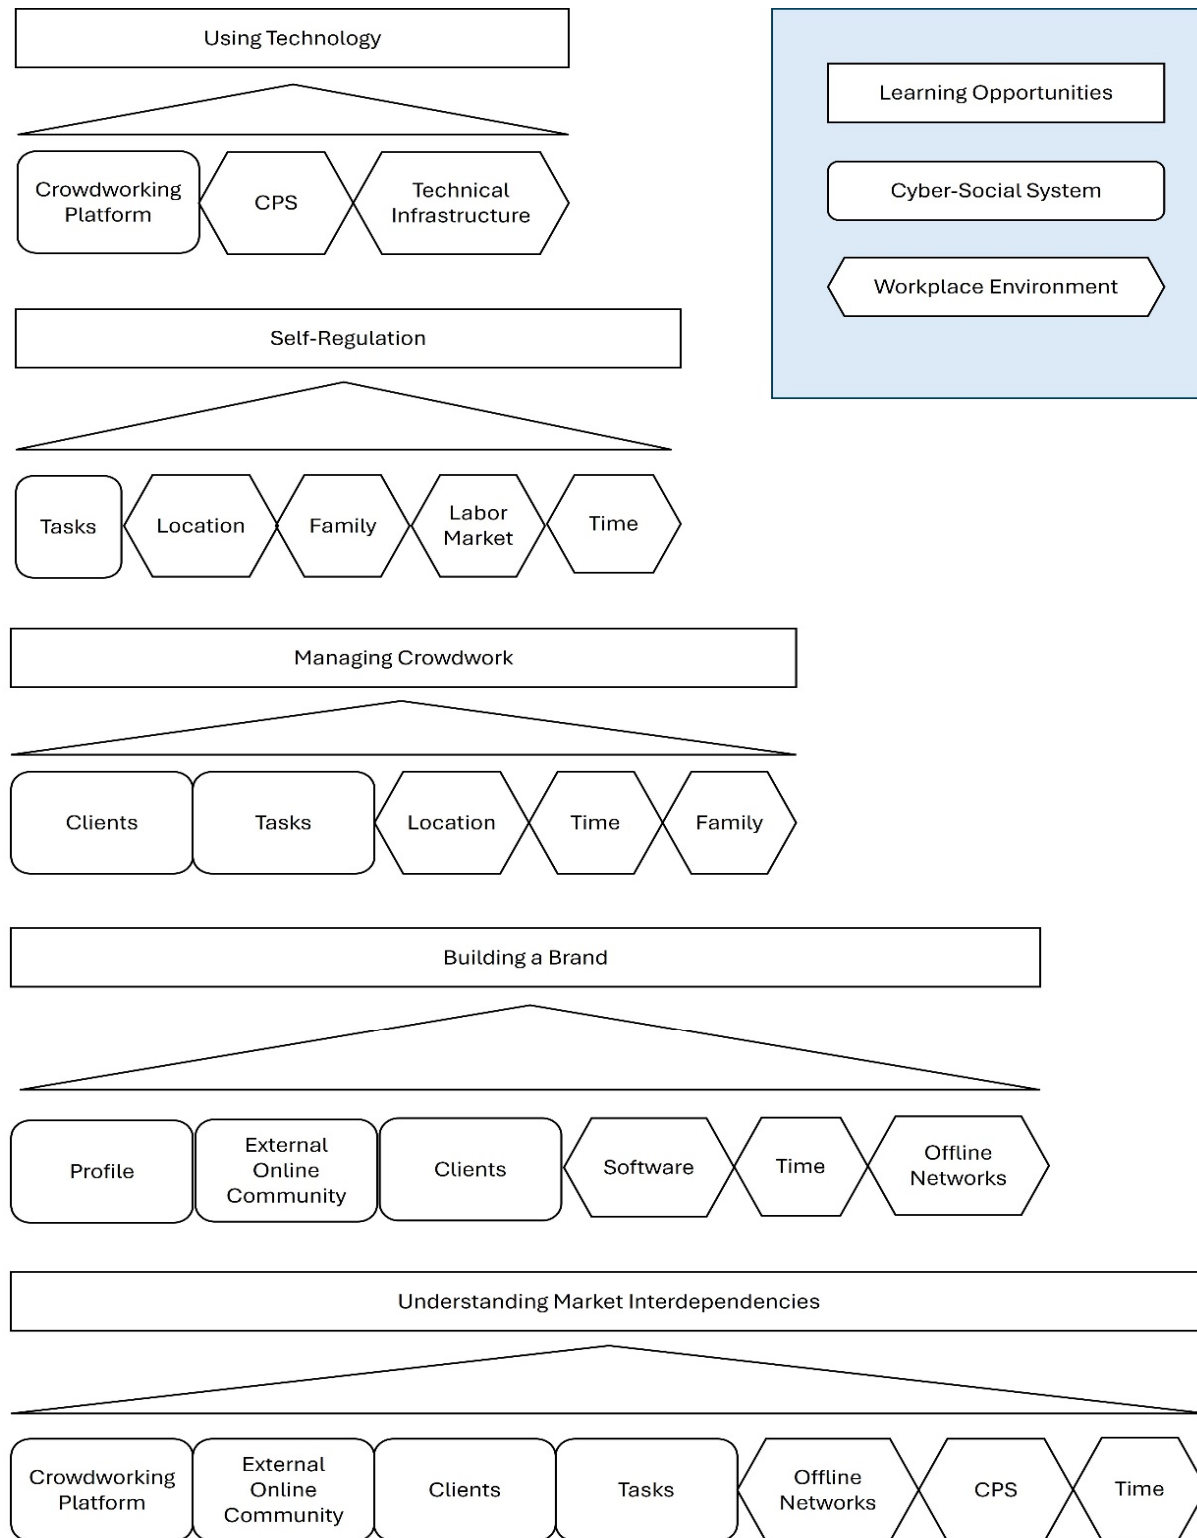 Using Technology
Learning Opportunities
Cyber-Social System
Workplace Environment
Crowdworking
Platform
CPS
Technical
Infrastructure
Self-Regulation
Tasks
Location
Family
Labor
Market
Time
Managing Crowdwork
Clients
Tasks
Location
Time
Family
Building a Brand
Profile
External
Online
Community
Clients
Software
Time
Offline
Networks
Understanding Market Interdependencies
Crowdworking
Platform
External
Online
Community
Clients
Tasks
Offline
Networks
CPS
Time